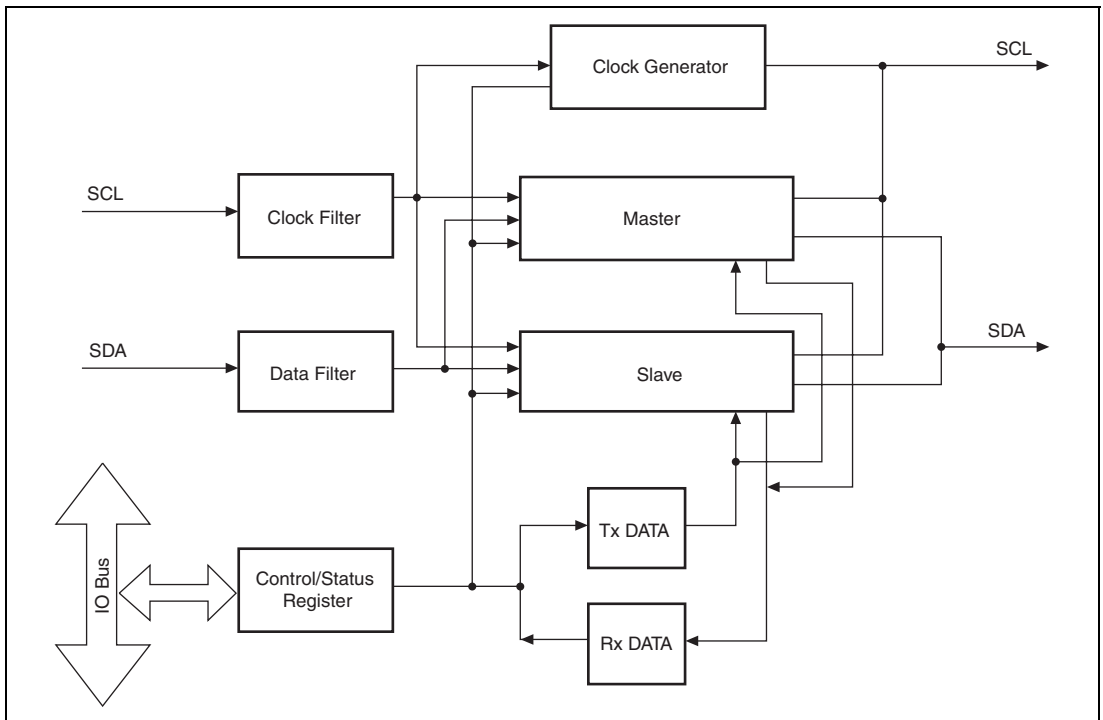 SCL
Clock Generator
SCL
Clock Filter
Master
SDA
Data Filter
Slave
SDA
Tx DATA
IO Bus
Control/Status
Register
Rx DATA